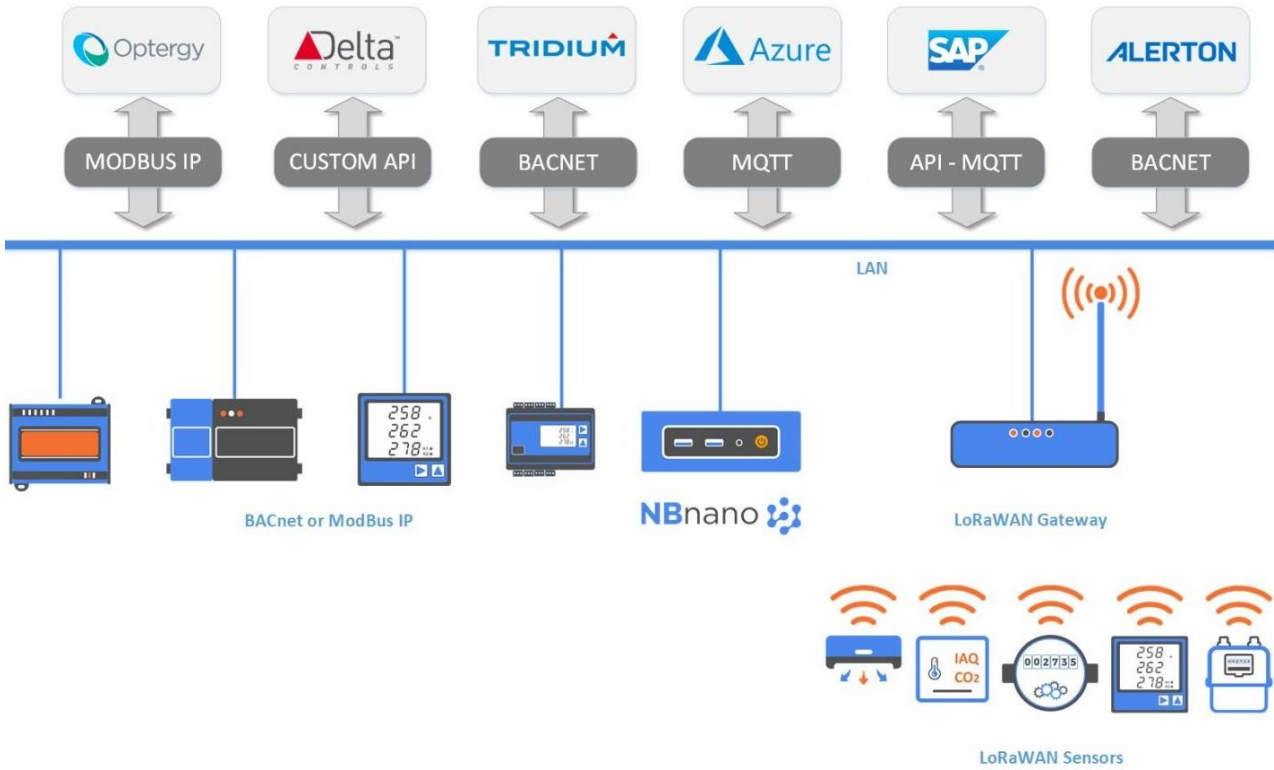 Optergy
Delta™
CONTROLS
TRIDIUM
Azure
SAP®
ALERTON
MODBUS IP
CUSTOM API
BACNET
MQTT
API - MQTT
BACNET
LAN
258
262
278
258
262
278
BACnet or ModBus IP
NBnano
LoRaWAN Gateway
IAQ
CO2
002735
258
262
278
LoRaWAN Sensors